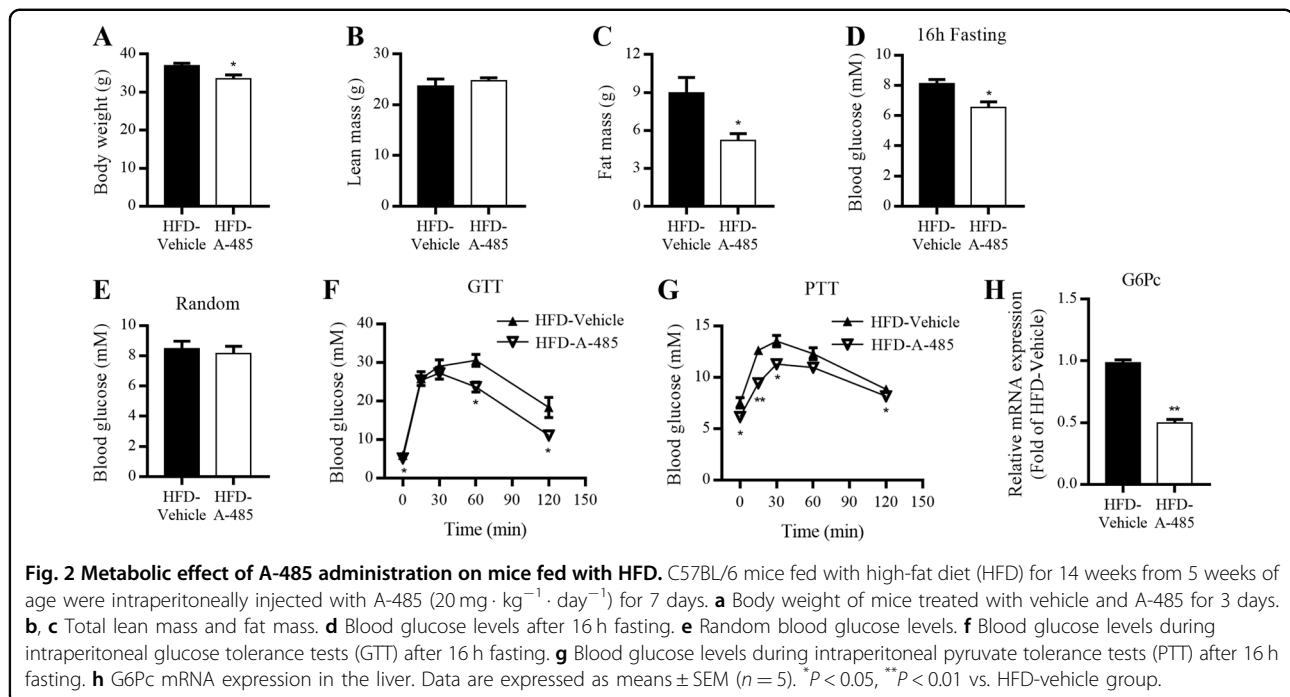 A
Body weight (g)
40
30
20
10
0
*
HFD-
Vehicle
HFD-
A-485
B
Lean mass (g)
30
20
10
0
HFD-
Vehicle
HFD-
A-485
C
Fat mass (g)
12
9
6
3
0
*
HFD-
Vehicle
HFD-
A-485
D
16h Fasting
Blood glucose (mM)
10
8
6
4
2
0
*
HFD-
Vehicle
HFD-
A-485
E
Random
Blood glucose (mM)
10
8
6
4
2
0
HFD-
Vehicle
HFD-
A-485
F
GTT
Blood glucose (mM)
40
30
20
10
0
HFD-Vehicle
HFD-A-485
*
*
*
0 30 60 90 120 150
Time (min)
G
PTT
Blood glucose (mM)
15
10
5
0
HFD-Vehicle
HFD-A-485
*
**
*
*
0 30 60 90 120 150
Time (min)
H
G6Pc
Relative mRNA expression
(Fold of HFD-Vehicle)
1.5
1.0
0.5
0.0
**
HFD-
Vehicle
HFD-
A-485
Fig. 2 Metabolic effect of A-485 administration on mice fed with HFD. C57BL/6 mice fed with high-fat diet (HFD) for 14 weeks from 5 weeks of
age were intraperitoneally injected with A-485 (20 mg · kg⁻¹ · day⁻¹) for 7 days. a Body weight of mice treated with vehicle and A-485 for 3 days.
b, c Total lean mass and fat mass. d Blood glucose levels after 16 h fasting. e Random blood glucose levels. f Blood glucose levels during
intraperitoneal glucose tolerance tests (GTT) after 16 h fasting. g Blood glucose levels during intraperitoneal pyruvate tolerance tests (PTT) after 16 h
fasting. h G6Pc mRNA expression in the liver. Data are expressed as means ± SEM (n = 5). *P < 0.05, **P < 0.01 vs. HFD-vehicle group.